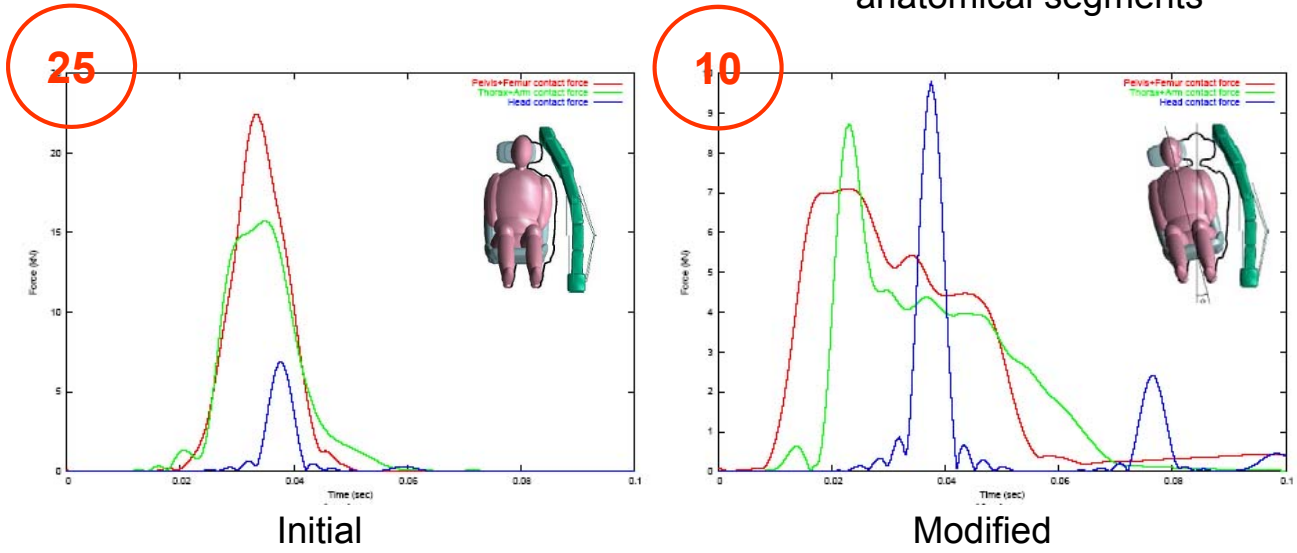 anatomical segments
25
Pelvis+Femur contact force
Thorax+Arm contact force
Head contact force
20
15
10
5
0
Force (kN)
0
0.02
0.04
0.06
0.08
0.1
Time (sec)
Initial
10
Pelvis+Femur contact force
Thorax+Arm contact force
Head contact force
9
8
7
6
5
4
3
2
1
0
Force (kN)
0
0.02
0.04
0.06
0.08
0.1
Time (sec)
Modified